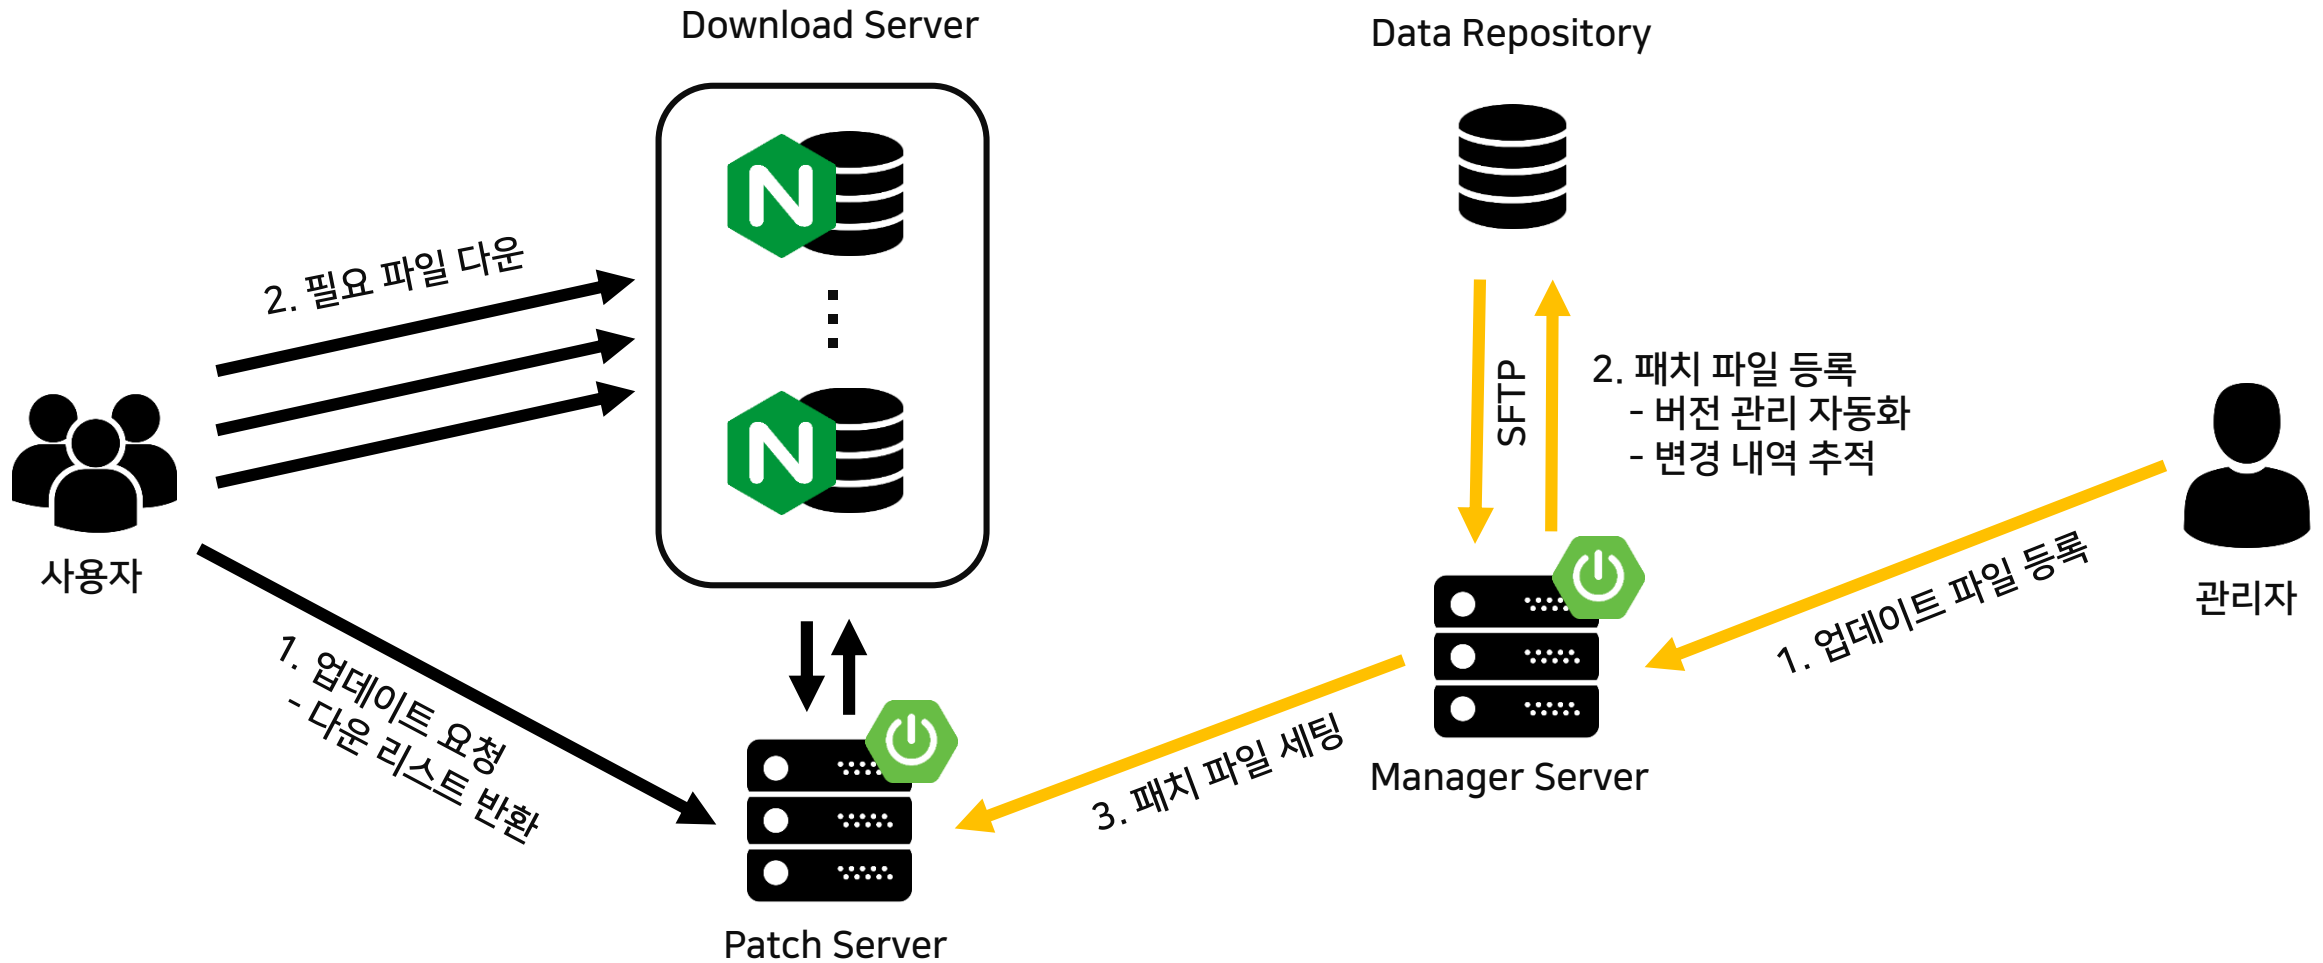 Download Server
Data Repository
N
N
2. 필요 파일 다운
사용자
1. 업데이트 요청
- 다운 리스트 반환
SFTP
2. 패치 파일 등록
- 버전 관리 자동화
- 변경 내역 추적
관리자
1. 업데이트 파일 등록
3. 패치 파일 세팅
Manager Server
Patch Server